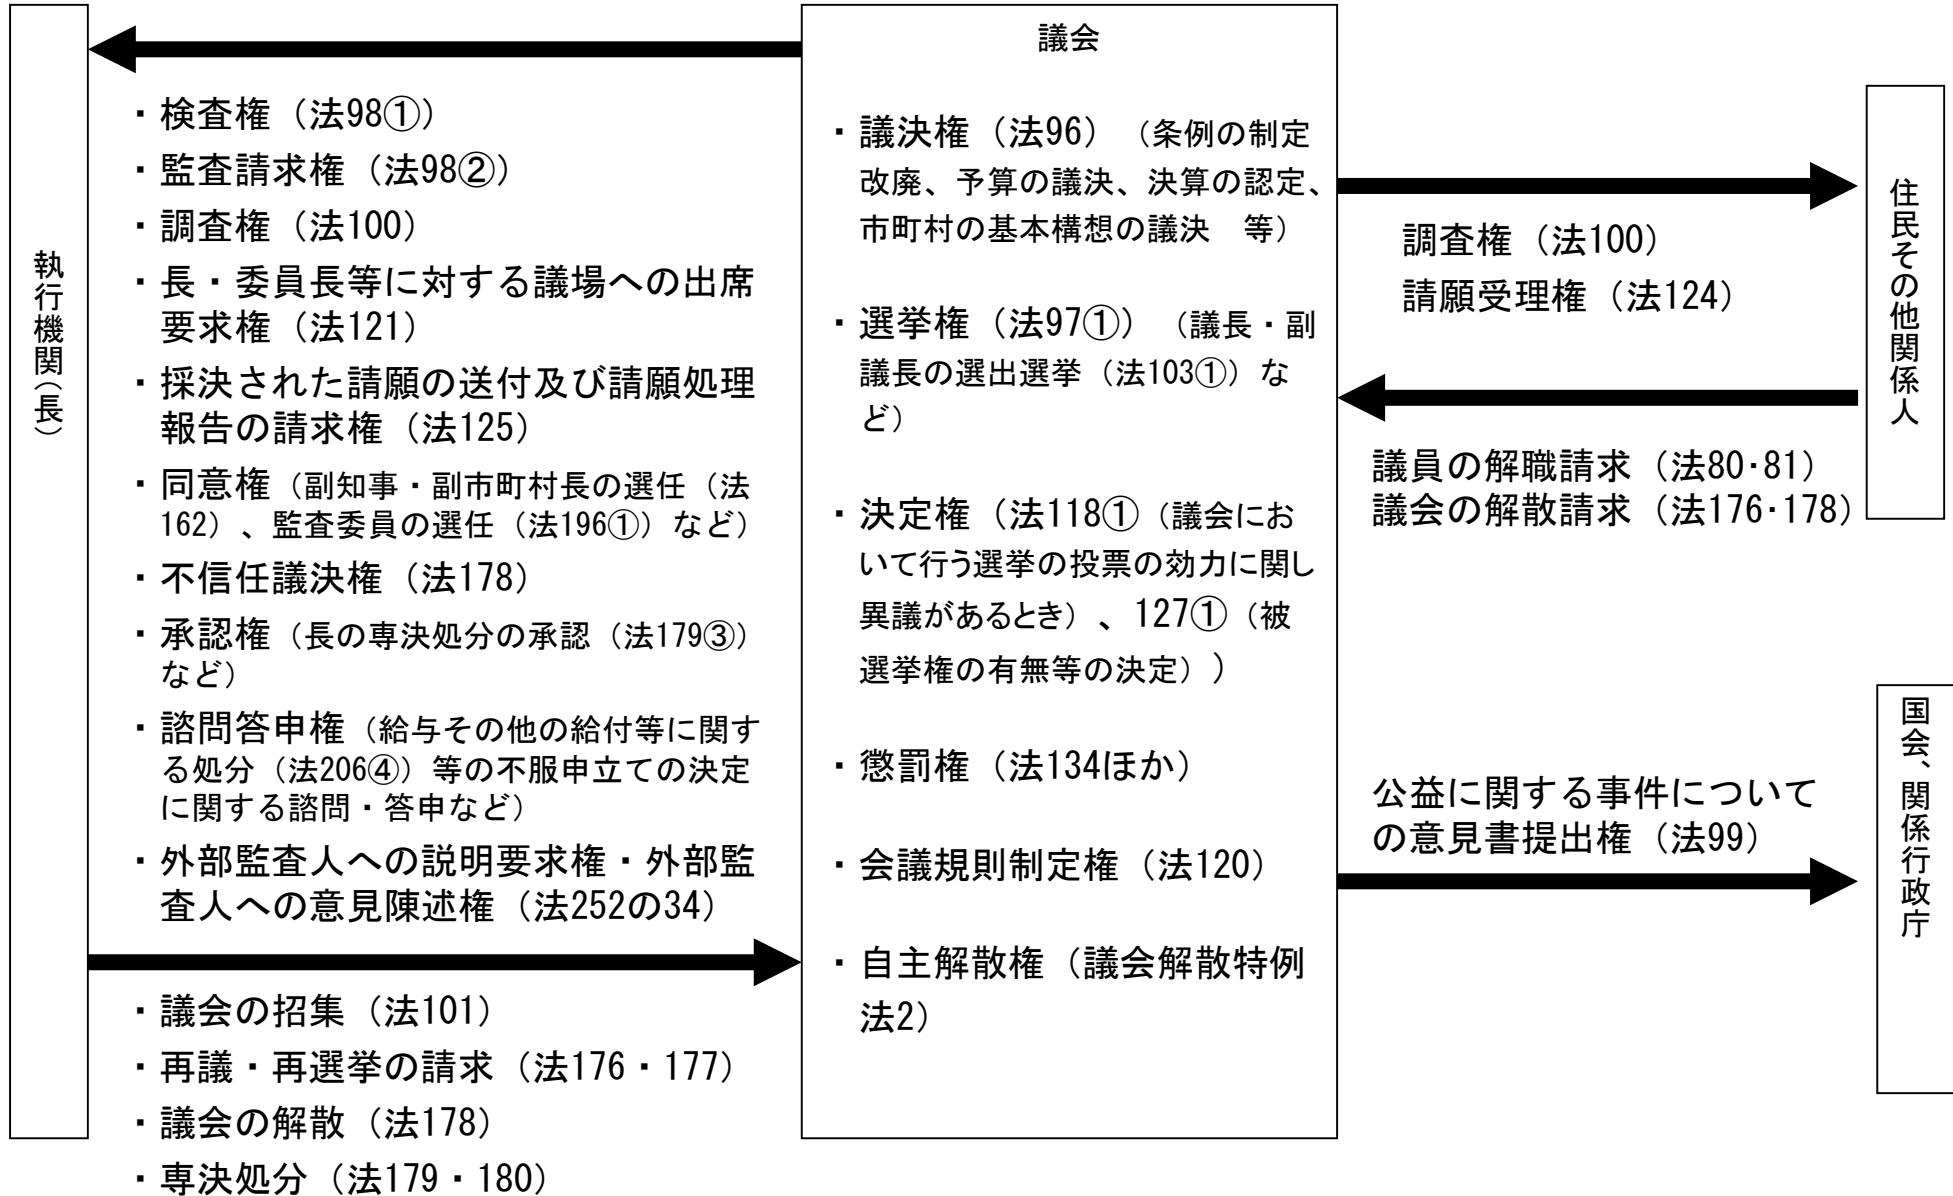 執行機関（長）
・検査権（法98①）
・監査請求権（法98②）
・調査権（法100）
・長・委員長等に対する議場への出席
要求権（法121）
・採決された請願の送付及び請願処理
報告の請求権（法125）
・同意権（副知事・副市町村長の選任（法
162）、監査委員の選任（法196①）など）
・不信任議決権（法178）
・承認権（長の専決処分の承認（法179③）
など）
・諮問答申権（給与その他の給付等に関す
る処分（法206④）等の不服申立ての決定
に関する諮問・答申など）
・外部監査人への説明要求権・外部監
査人への意見陳述権（法252の34）
・議会の招集（法101）
・再議・再選挙の請求（法176・177）
・議会の解散（法178）
・専決処分（法179・180）
議会
・議決権（法96）（条例の制定
改廃、予算の議決、決算の認定、
市町村の基本構想の議決　等）
・選挙権（法97①）（議長・副
議長の選出選挙（法103①）な
ど）
・決定権（法118①（議会にお
いて行う選挙の投票の効力に関し
異議があるとき）、127①（被
選挙権の有無等の決定））
・懲罰権（法134ほか）
・会議規則制定権（法120）
・自主解散権（議会解散特例
法2）
調査権（法100）
請願受理権（法124）
議員の解職請求（法80・81）
議会の解散請求（法176・178）
住民その他関係人
公益に関する事件について
の意見書提出権（法99）
国会、関係行政庁